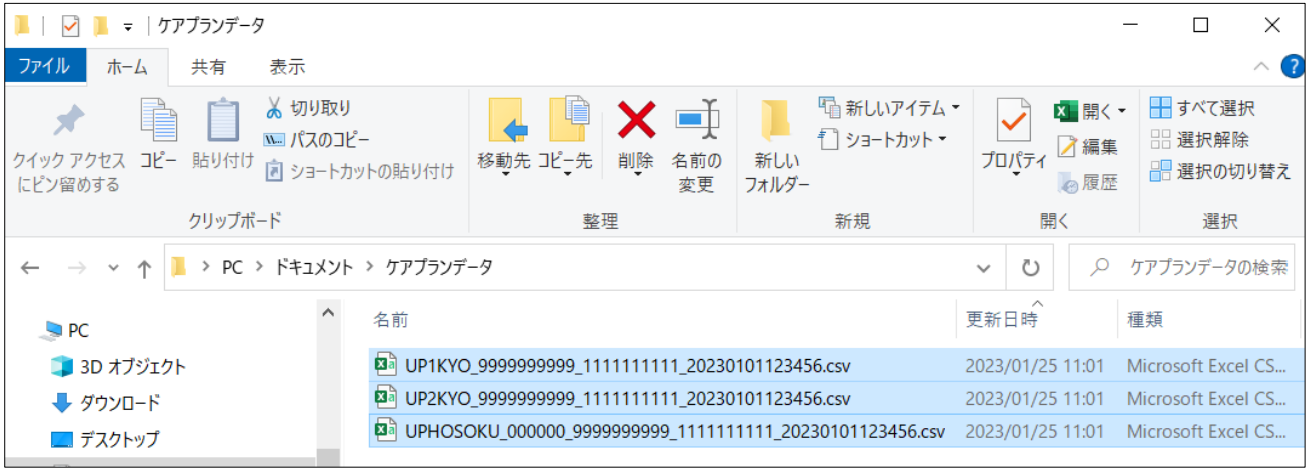 ケアプランデータ
ファイル ホーム 共有 表示
クイック アクセス
にピン留めする
コピー
貼り付け
切り取り
パスのコピー
ショートカットの貼り付け
クリップボード
移動先
コピー先
削除
名前の
変更
整理
新しい
フォルダー
新しいアイテム
ショートカット
新規
プロパティ
開く
編集
履歴
開く
すべて選択
選択解除
選択の切り替え
選択
PC > ドキュメント > ケアプランデータ
ケアプランデータの検索
PC
3D オブジェクト
ダウンロード
デスクトップ
名前 更新日時 種類
UP1KYO_9999999999_1111111111_20230101123456.csv 2023/01/25 11:01 Microsoft Excel CS...
UP2KYO_9999999999_1111111111_20230101123456.csv 2023/01/25 11:01 Microsoft Excel CS...
UPHOSOKU_000000_9999999999_1111111111_20230101123456.csv 2023/01/25 11:01 Microsoft Excel CS...